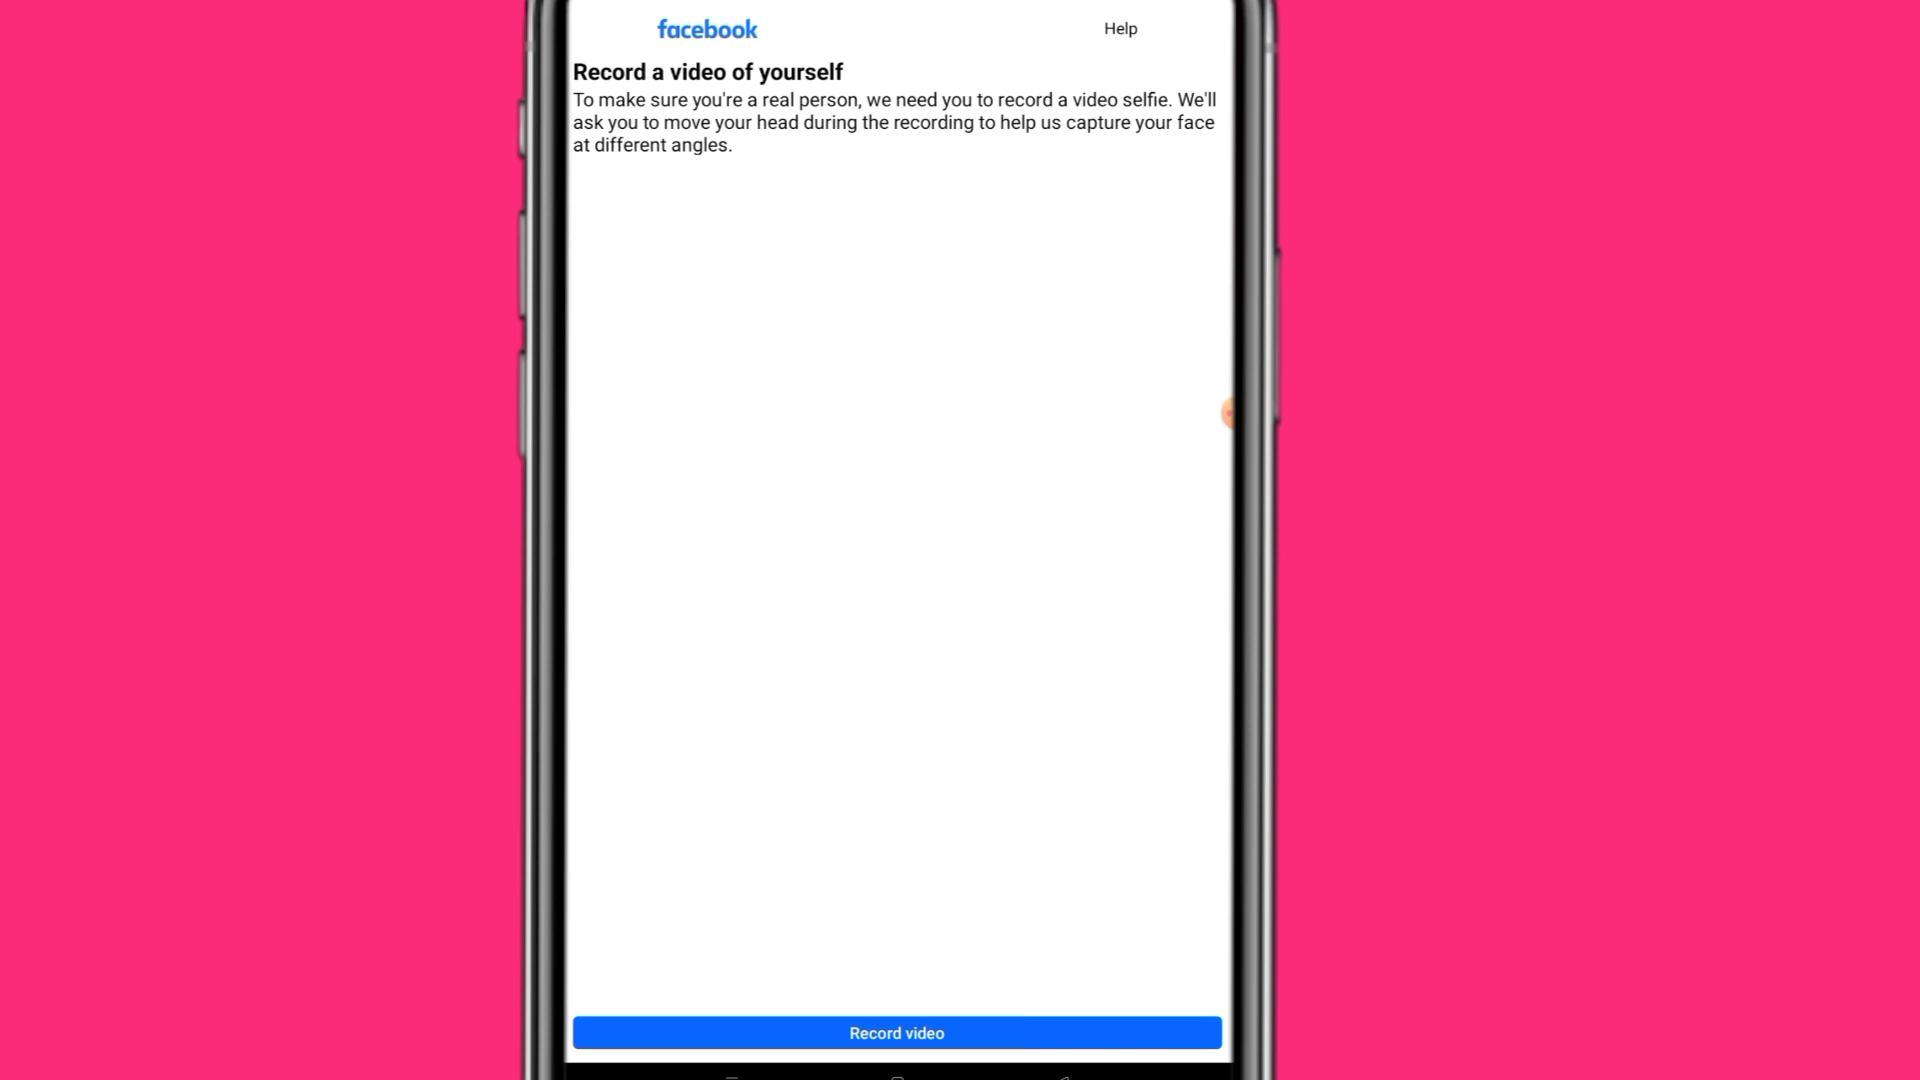 facebook
Help
Record a video of yourself
To make sure you're a real person, we need you to record a video selfie. We'll
ask you to move your head during the recording to help us capture your face
at different angles.
Record video